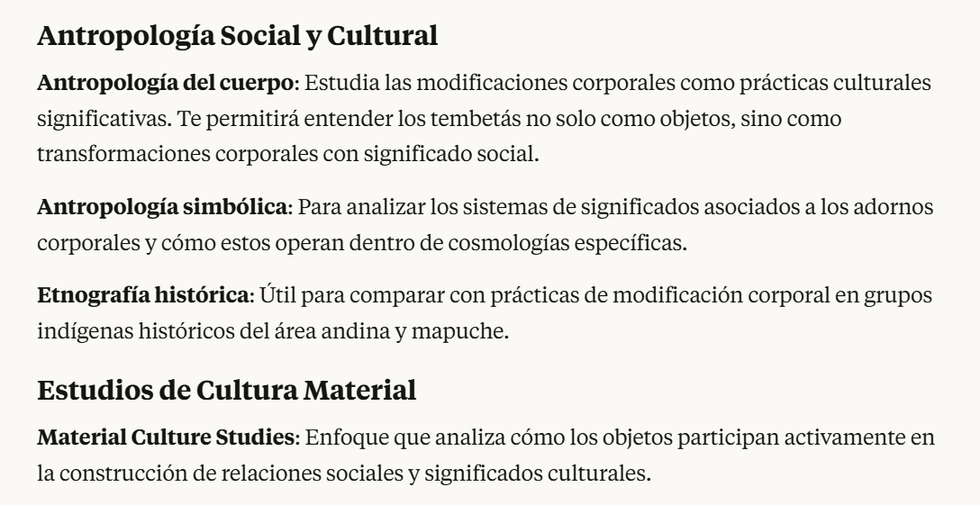 Antropología Social y Cultural
Antropología del cuerpo: Estudia las modificaciones corporales como prácticas culturales
significativas. Te permitirá entender los tembetás no solo como objetos, sino como
transformaciones corporales con significado social.
Antropología simbólica: Para analizar los sistemas de significados asociados a los adornos
corporales y cómo estos operan dentro de cosmologías específicas.
Etnografía histórica: Útil para comparar con prácticas de modificación corporal en grupos
indígenas históricos del área andina y mapuche.
Estudios de Cultura Material
Material Culture Studies: Enfoque que analiza cómo los objetos participan activamente en
la construcción de relaciones sociales y significados culturales.